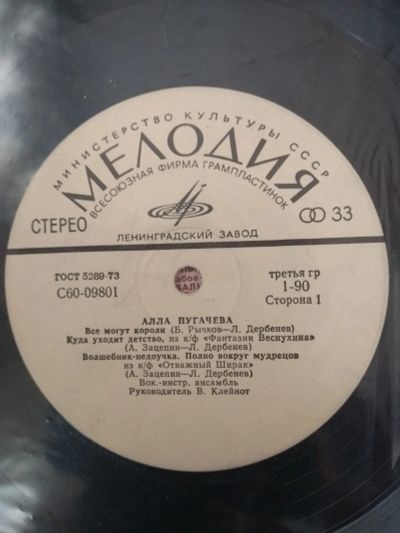 МИНИСТЕРСТВО КУЛЬТУРЫ СССР
МЕЛОДИЯ
ВСЕСОЮЗНАЯ ФИРМА ГРАМПЛАСТИНОК
СТЕРЕО
33
ЛЕНИНГРАДСКИЙ ЗАВОД
ГОСТ 5289-73
третья гр
С60-09801
1-90
Сторона 1
АЛЛА ПУГАЧЕВА
Все могут короли (Б. Рычков—Л. Дербенев)
Куда уходит детство, из к/ф «Фантазии Веснухина»
(А. Зацепин—Л. Дербенев)
Волшебник-недоучка. Полно вокруг мудрецов
из к/ф «Отважный Ширак»
(А. Зацепин—Л. Дербенев)
Вок.-инстр. ансамбль
Руководитель В. Клейнот